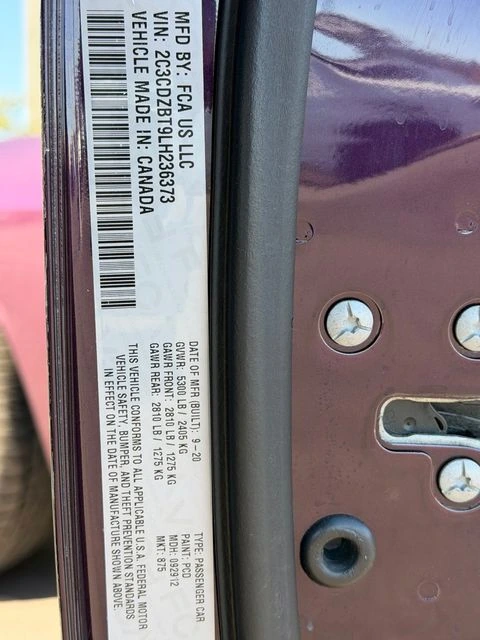 MFD BY: FCA US LLC
VIN: 2C3CDZBT9LH236373
VEHICLE MADE IN: CANADA
DATE OF MFR (BUILT): 9-20
GVWR: 5300 LB / 2405 KG
GAWR FRONT: 2810 LB / 1275 KG
GAWR REAR: 2810 LB / 1275 KG
THIS VEHICLE CONFORMS TO ALL APPLICABLE U.S.A. FEDERAL MOTOR
VEHICLE SAFETY, BUMPER, AND THEFT PREVENTION STANDARDS
IN EFFECT ON THE DATE OF MANUFACTURE SHOWN ABOVE.
TYPE: PASSENGER CAR
PAINT: PCD
MDH: 092912
MKT: 875